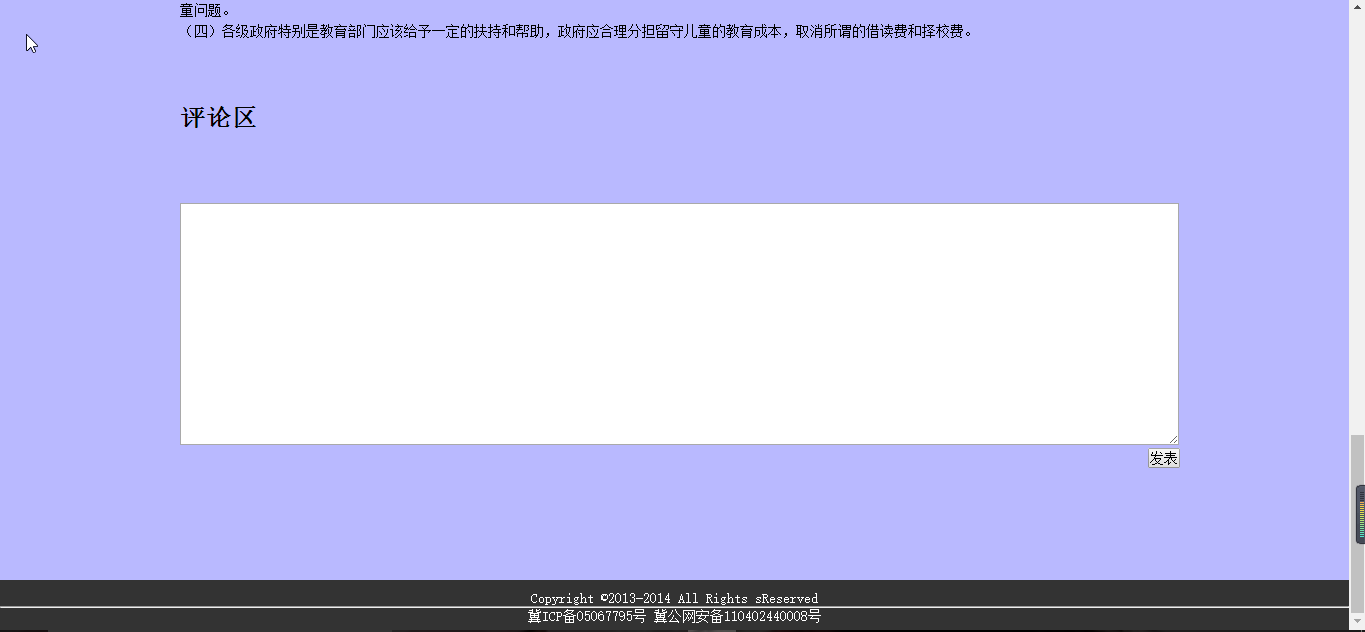 童问题。
（四）各级政府特别是教育部门应该给予一定的扶持和帮助，政府应合理分担留守儿童的教育成本，取消所谓的借读费和择校费。
评论区
发表
Copyright ©2013-2014 All Rights sReserved
冀ICP备05067795号 冀公网安备110402440008号